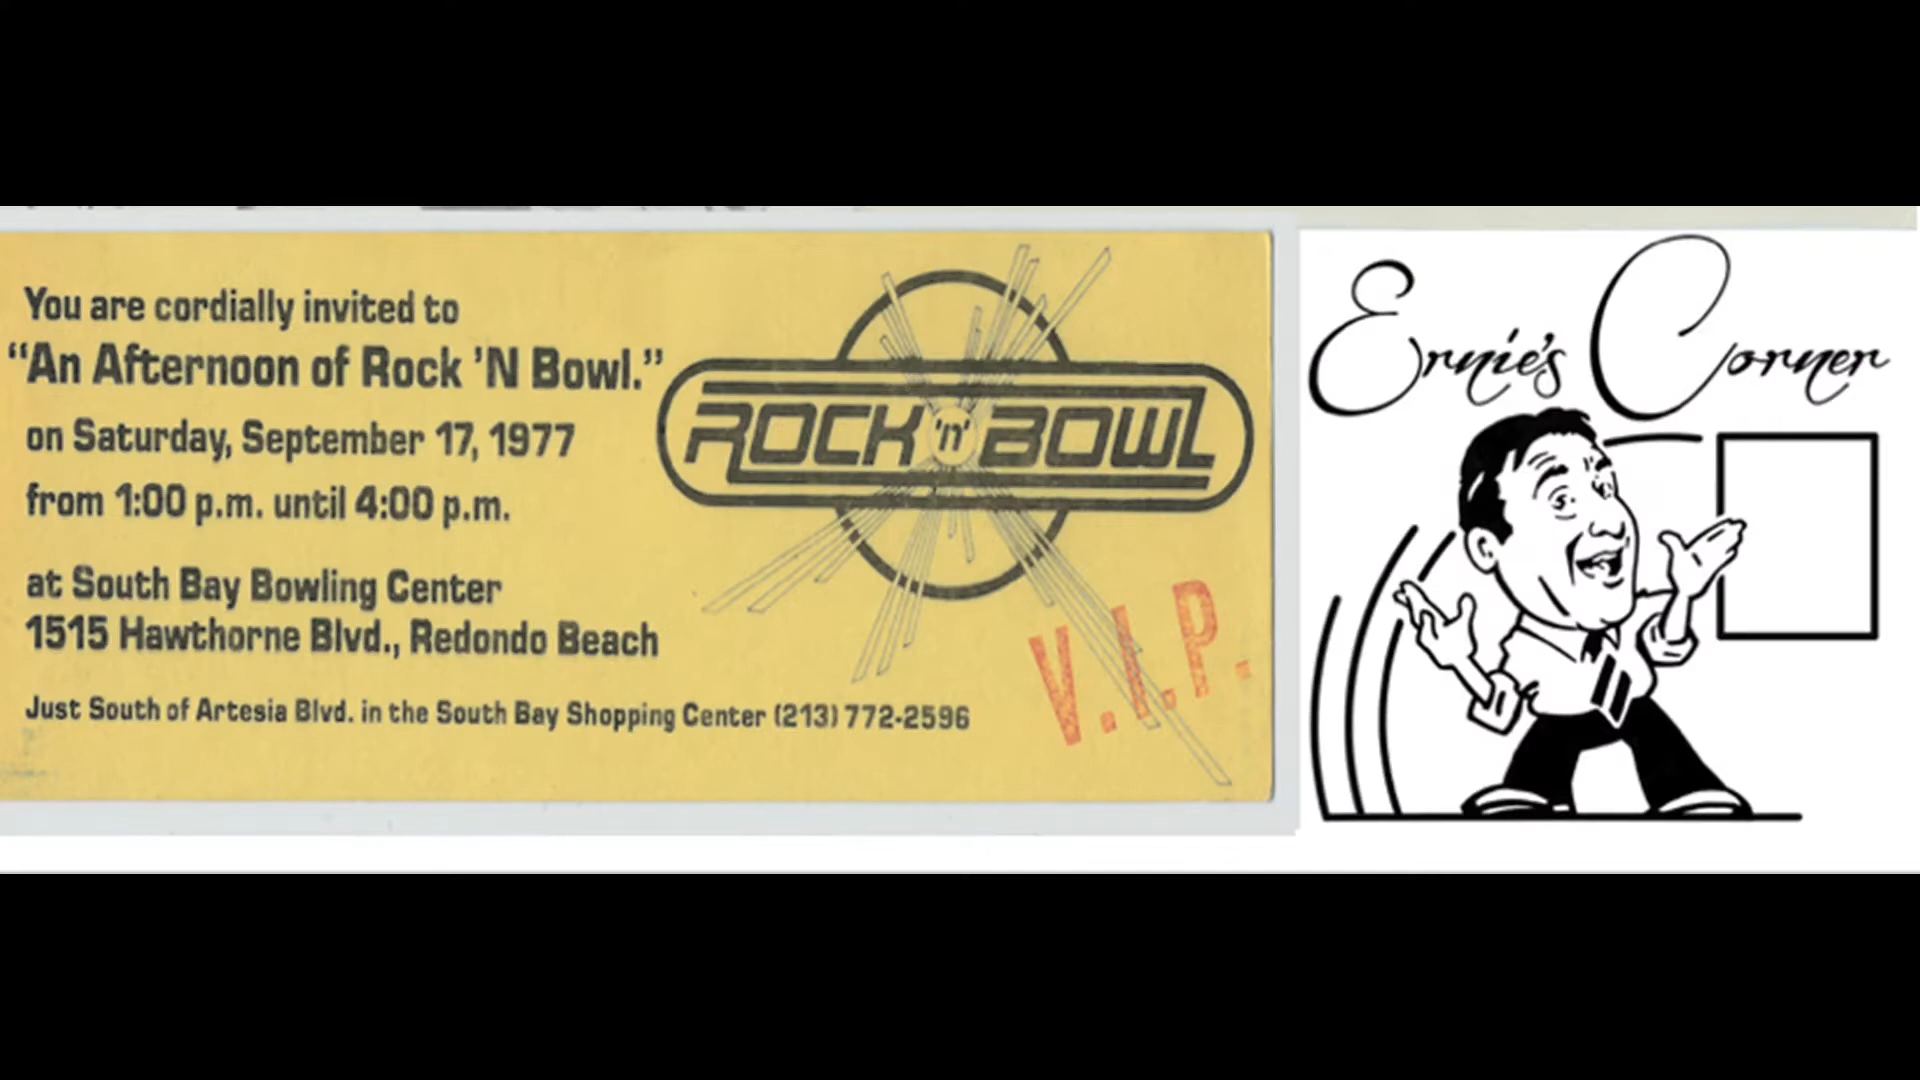 You are cordially invited to
“An Afternoon of Rock ’N Bowl.”
on Saturday, September 17, 1977
from 1:00 p.m. until 4:00 p.m.
at South Bay Bowling Center
1515 Hawthorne Blvd., Redondo Beach
Just South of Artesia Blvd. in the South Bay Shopping Center (213) 772-2596
ROCK ’n’ BOWL
V.I.P.
Ernie's Corner